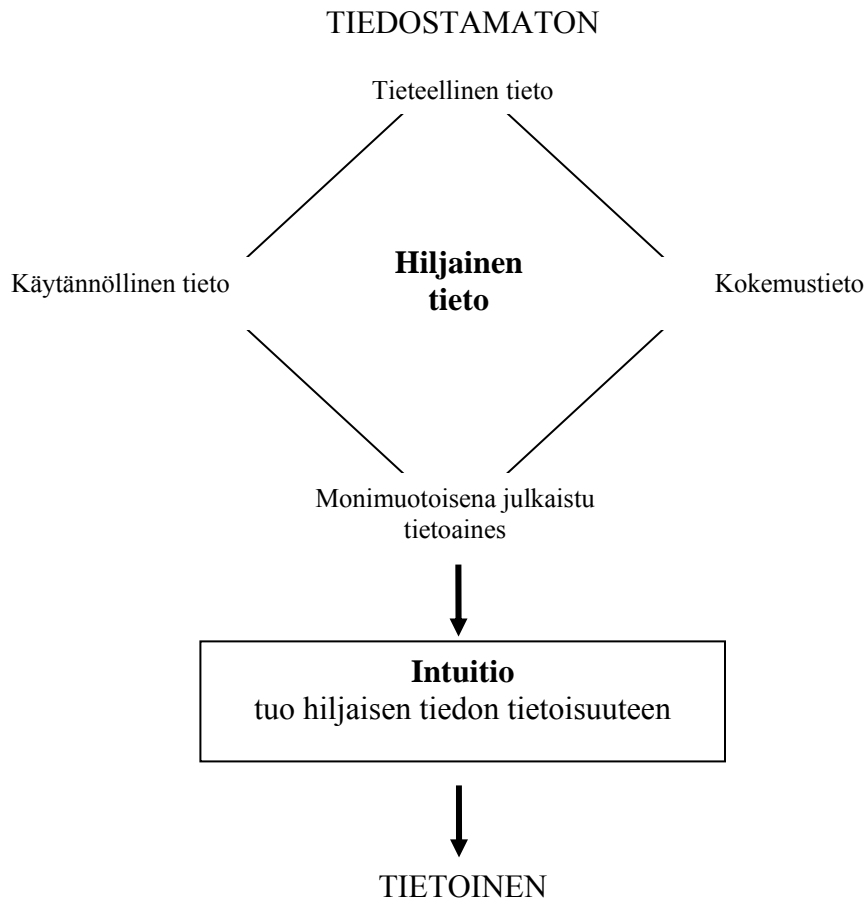 TIEDOSTAMATON
Tieteellinen tieto
Käytännöllinen tieto
Hiljainen
tieto
Kokemustieto
Monimuotoisena julkaistu
tietoaines
Intuitio
tuo hiljaisen tiedon tietoisuuteen
TIETOINEN